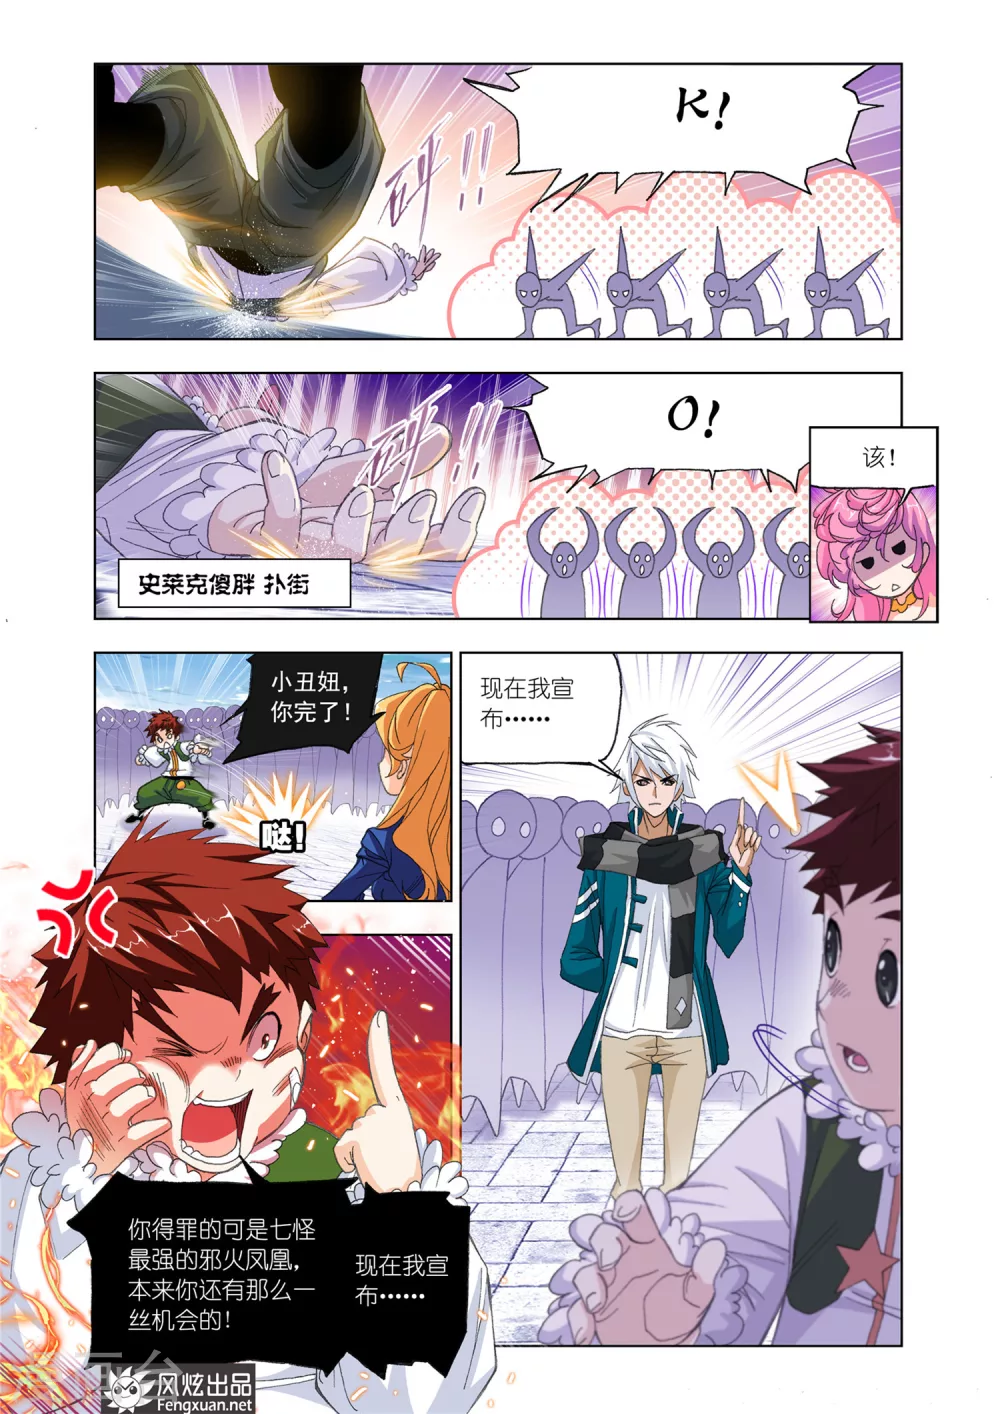 K!
砰!!
O!
砰!!
该!
史莱克傻胖 扑街
小丑妞，
你完了!
哒!
现在我宣
布……
你得罪的可是七怪
最强的邪火凤凰，
本来你还有那么一
丝机会的!
现在我宣
布……
风炫出品
Fengxuan.net